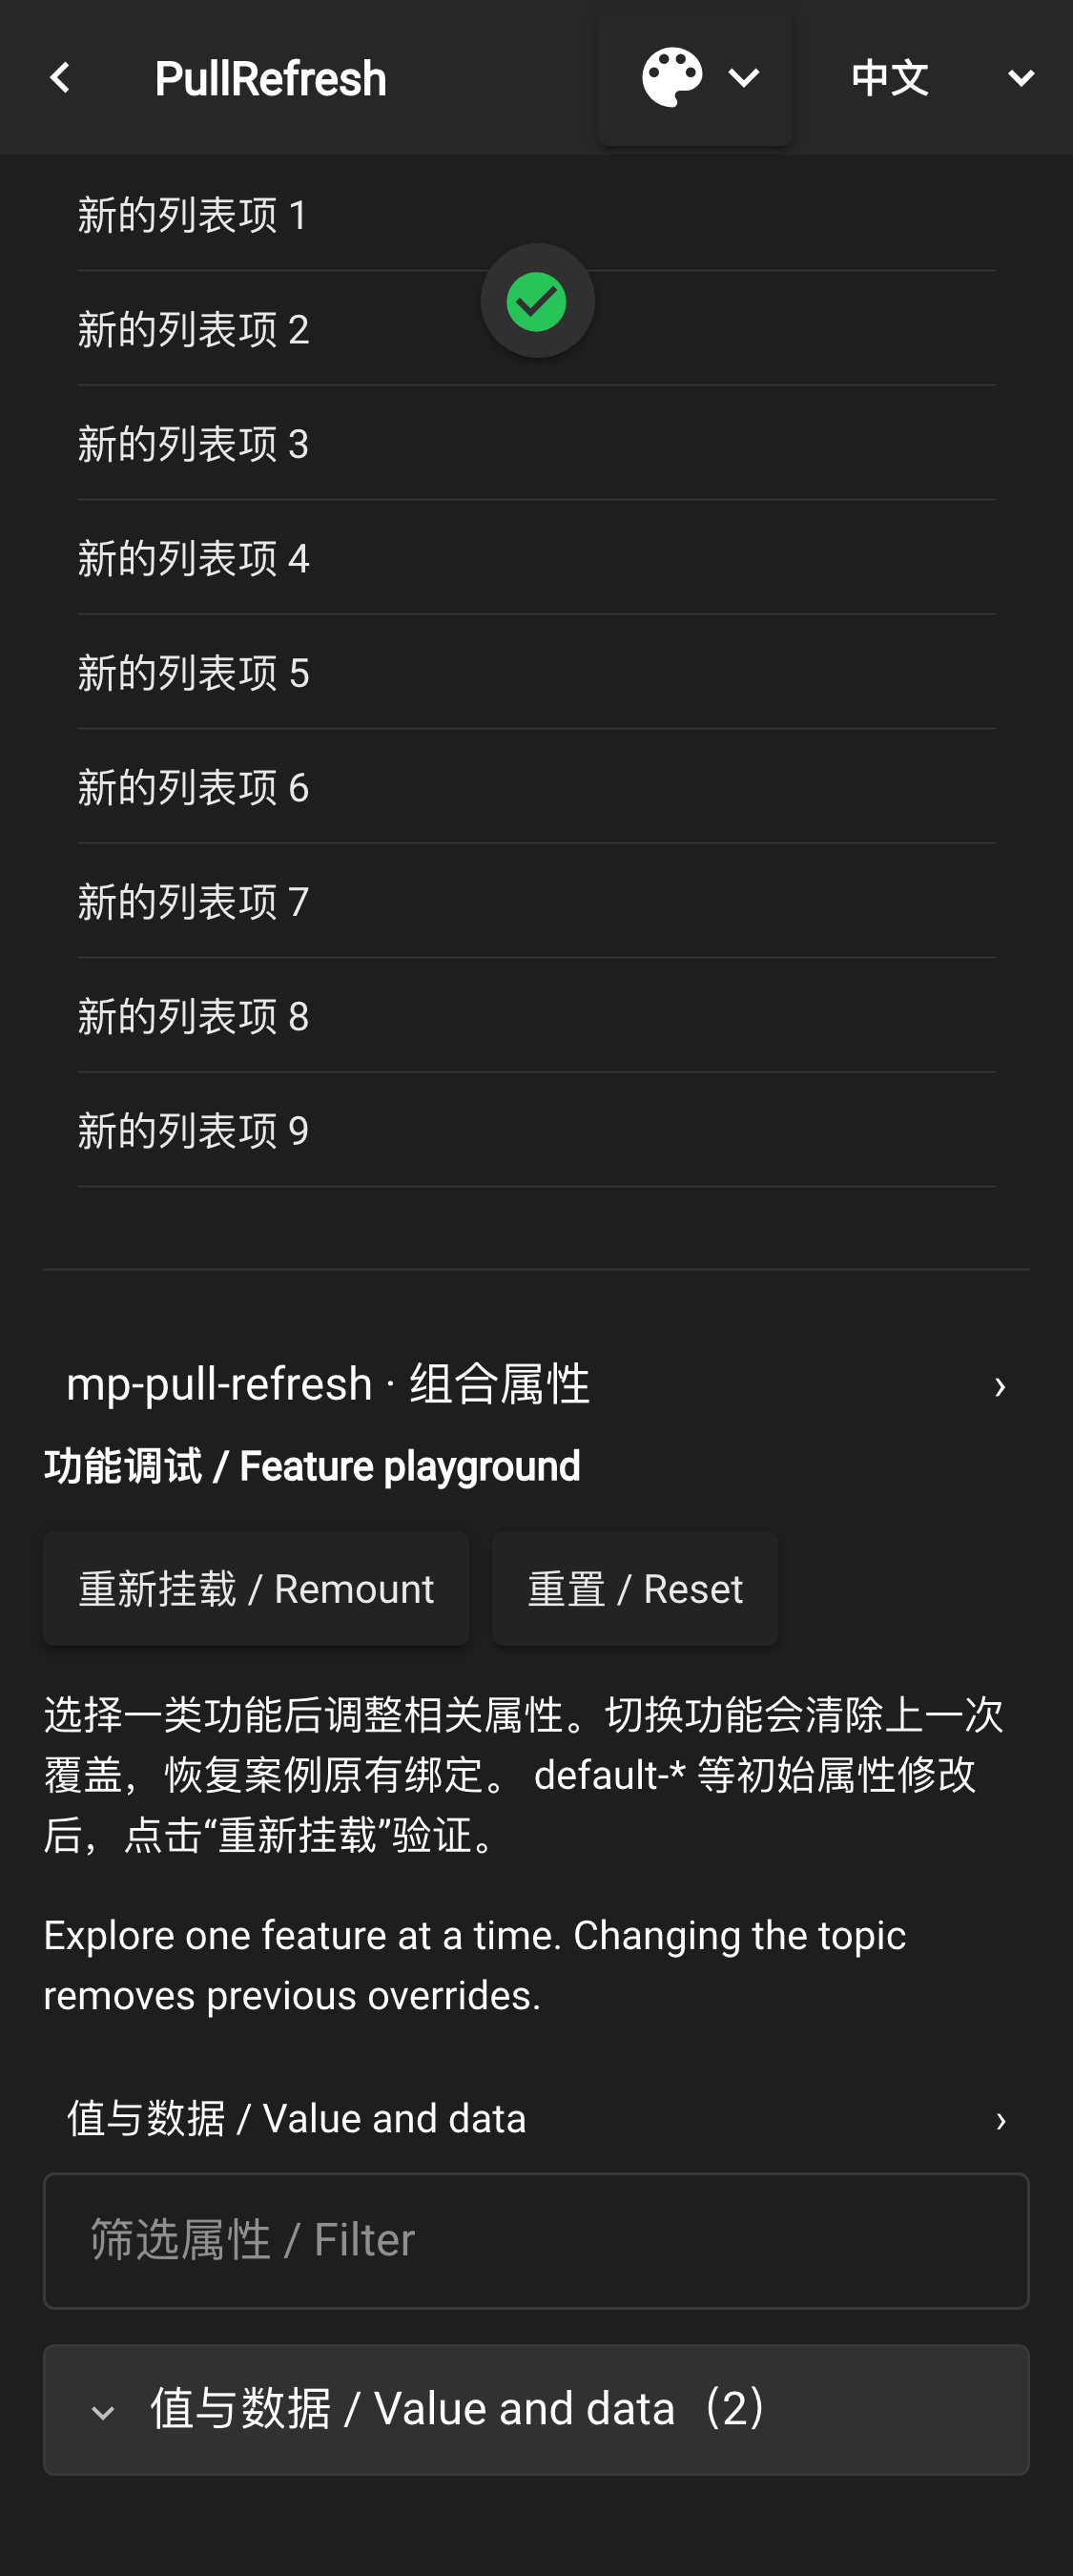 PullRefresh
中文
新的列表项 1
新的列表项 2
新的列表项 3
新的列表项 4
新的列表项 5
新的列表项 6
新的列表项 7
新的列表项 8
新的列表项 9
mp-pull-refresh · 组合属性
功能调试 / Feature playground
重新挂载 / Remount
重置 / Reset
选择一类功能后调整相关属性。切换功能会清除上一次
覆盖，恢复案例原有绑定。 default-* 等初始属性修改
后，点击“重新挂载”验证。
Explore one feature at a time. Changing the topic
removes previous overrides.
值与数据 / Value and data
筛选属性 / Filter
值与数据 / Value and data（2）